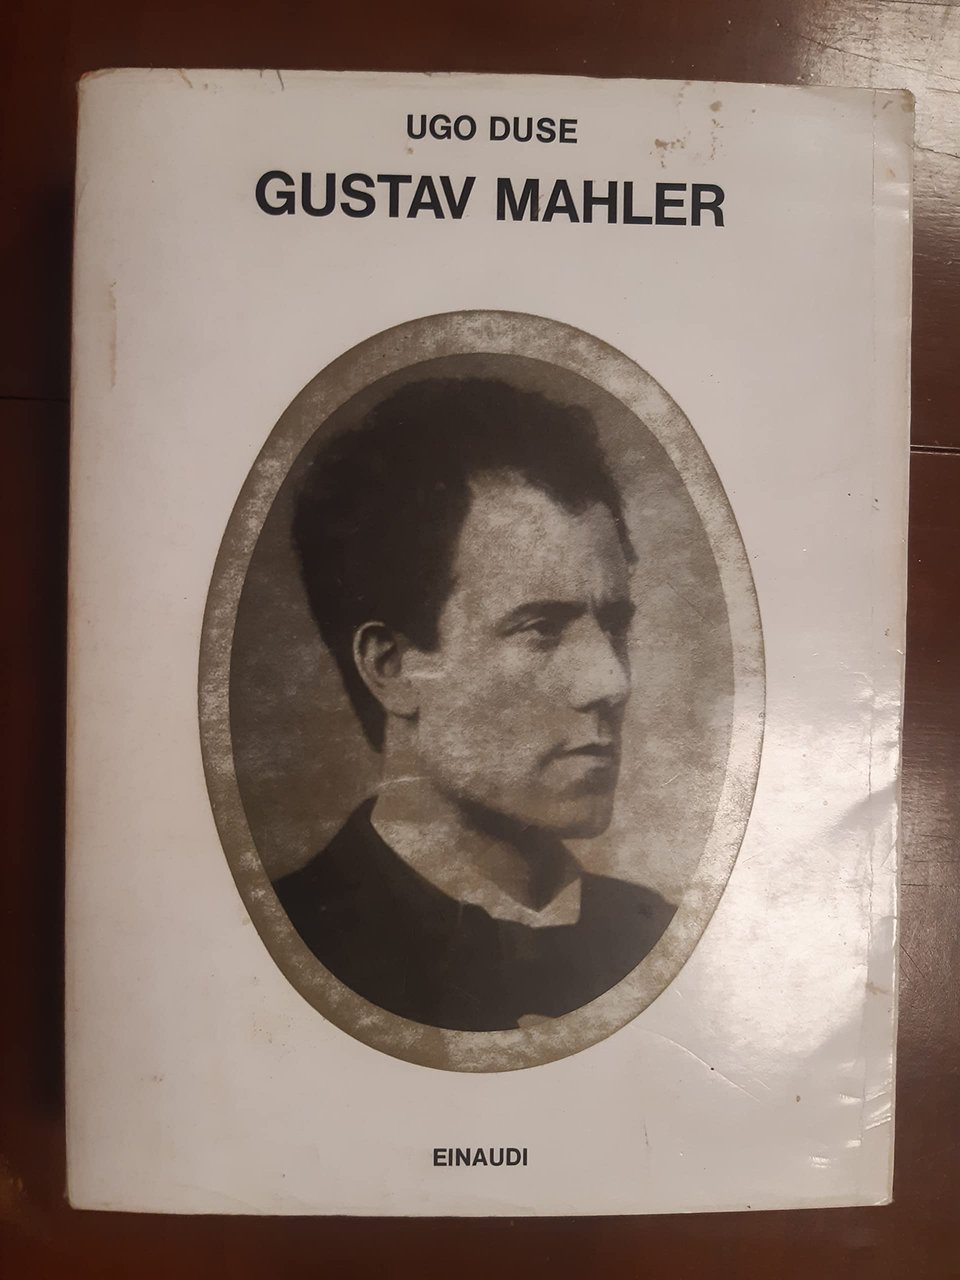 UGO DUSE
GUSTAV MAHLER
EINAUDI